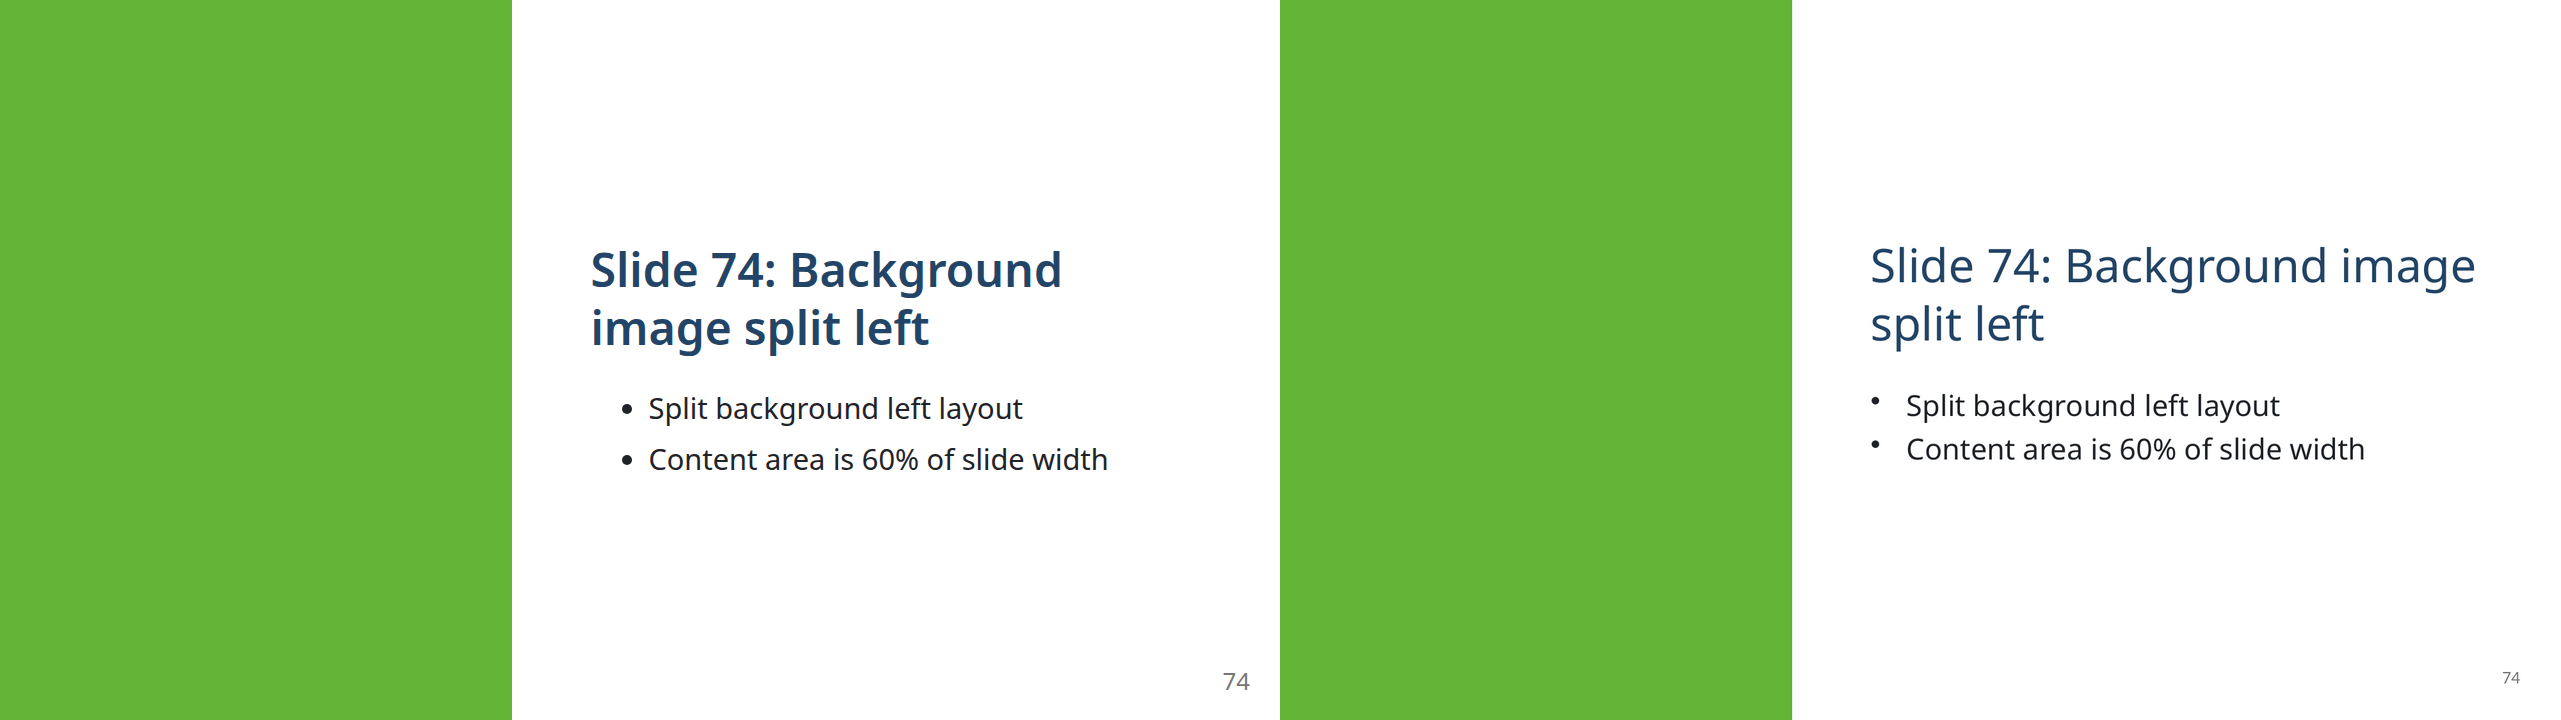 Slide 74: Background
image split left
• Split background left layout
• Content area is 60% of slide width
74
Slide 74: Background image
split left
• Split background left layout
• Content area is 60% of slide width
74